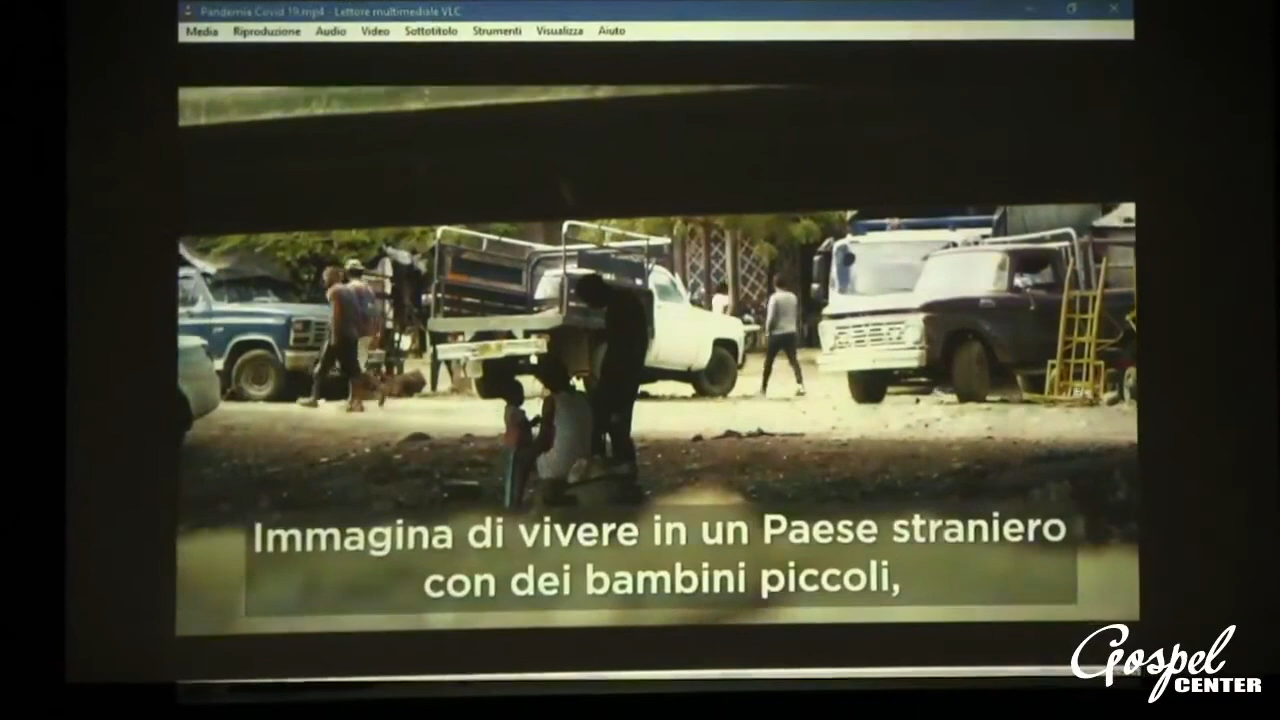 Pandemia Covid 19.mp4 - Lettore multimediale VLC
Media Riproduzione Audio Video Sottotitolo Strumenti Visualizza Aiuto
Immagina di vivere in un Paese straniero
con dei bambini piccoli,
Gospel
CENTER